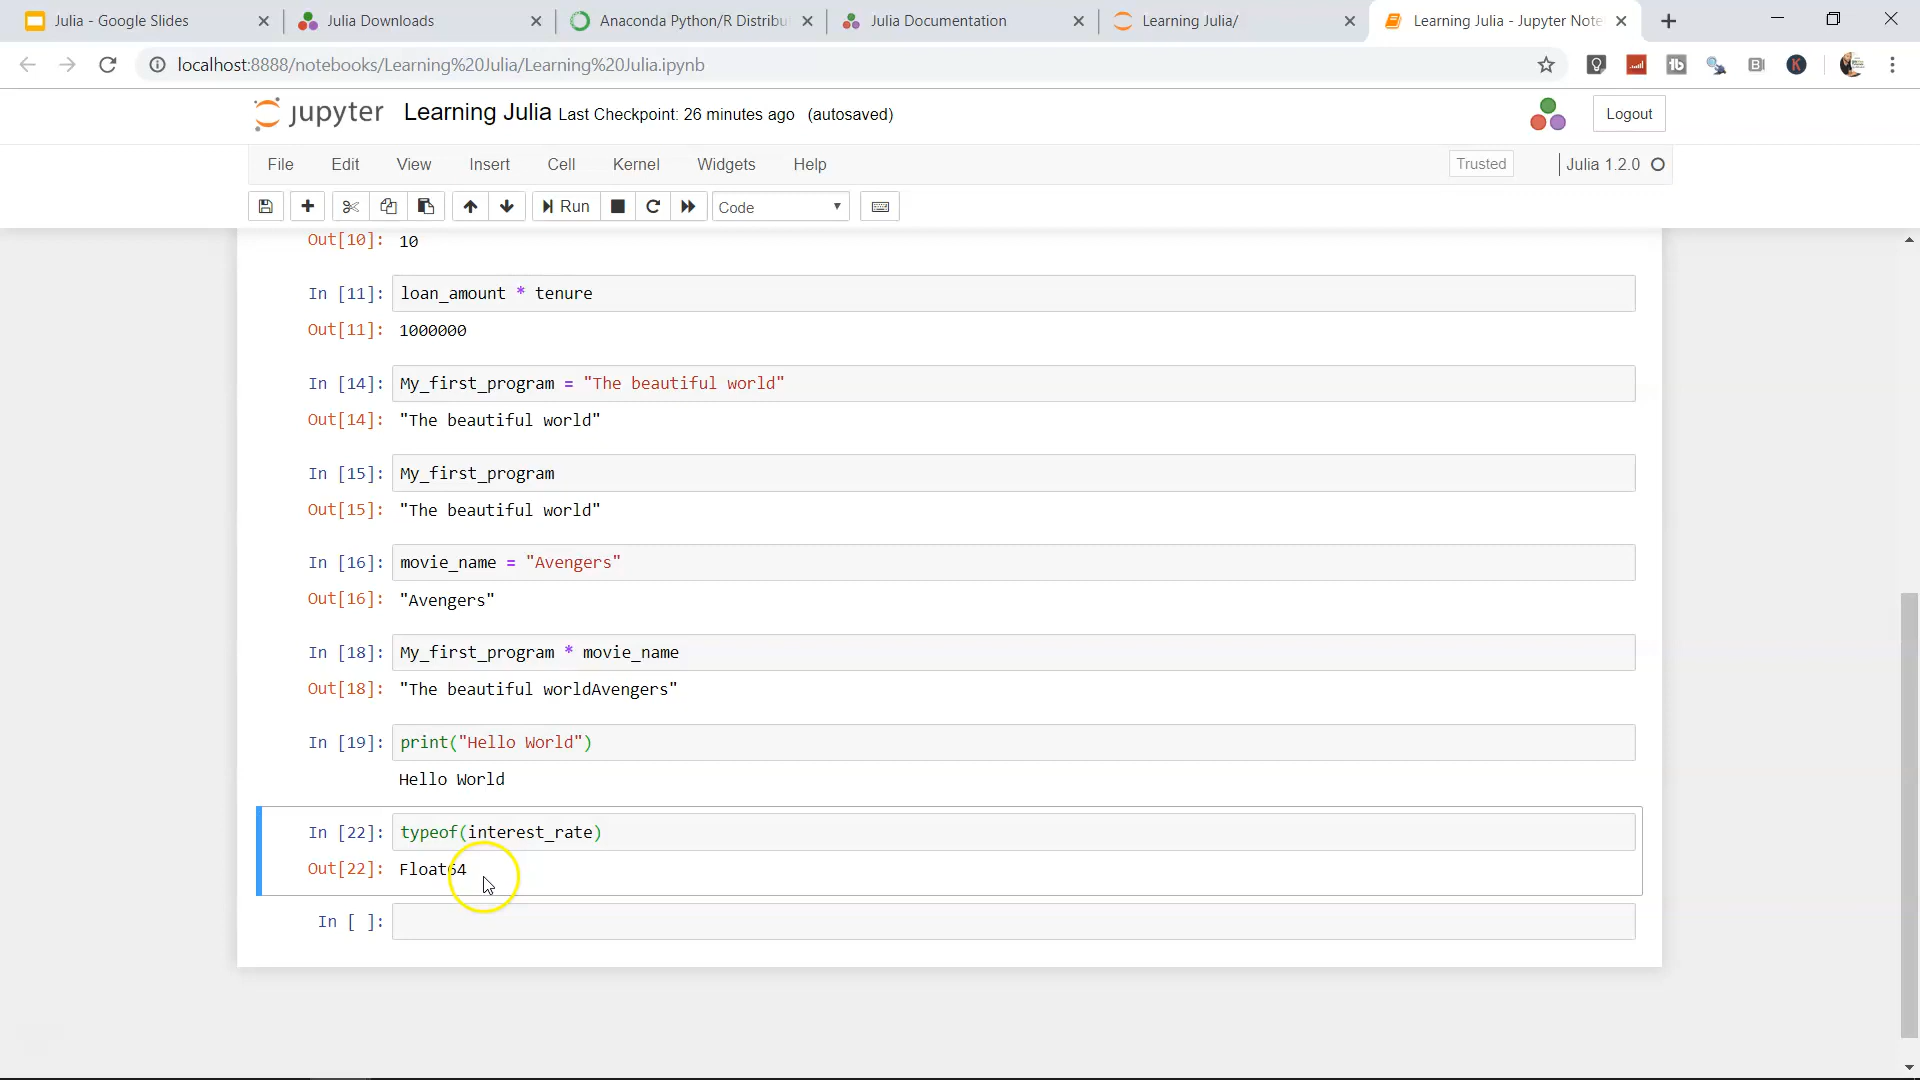 Julia - Google Slides
Julia Downloads
Anaconda Python/R Distribu
Julia Documentation
Learning Julia/
Learning Julia - Jupyter Note
localhost:8888/notebooks/Learning%20Julia/Learning%20Julia.ipynb
jupyter Learning Julia Last Checkpoint: 26 minutes ago (autosaved)
Logout
File Edit View Insert Cell Kernel Widgets Help
Trusted
Julia 1.2.0
Run
Code
Out[10]: 10
In [11]: loan_amount * tenure
Out[11]: 1000000
In [14]: My_first_program = "The beautiful world"
Out[14]: "The beautiful world"
In [15]: My_first_program
Out[15]: "The beautiful world"
In [16]: movie_name = "Avengers"
Out[16]: "Avengers"
In [18]: My_first_program * movie_name
Out[18]: "The beautiful worldAvengers"
In [19]: print("Hello World")
Hello World
In [22]: typeof(interest_rate)
Out[22]: Float64
In [ ]: